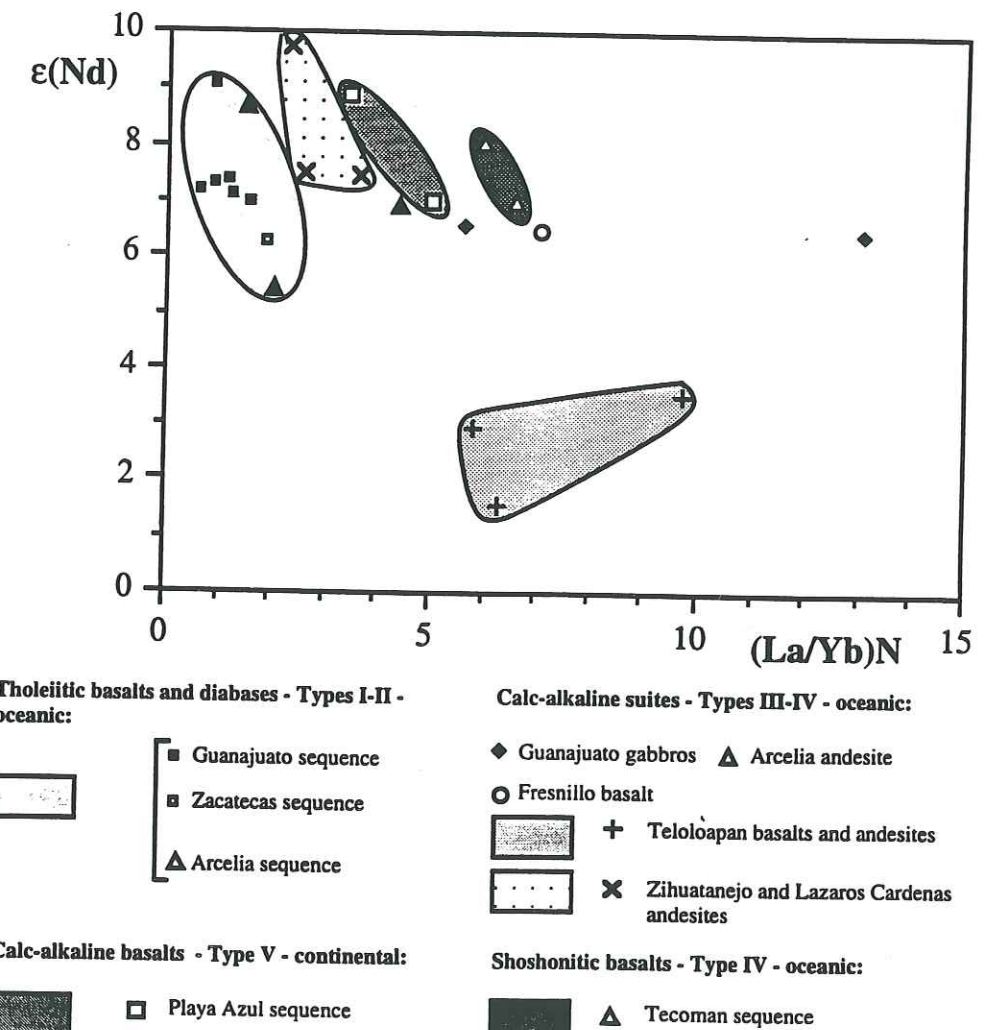 10
ε(Nd)
8
6
4
2
0
0
5
10
(La/Yb)N
15
Tholeiitic basalts and diabases - Types I-II -
oceanic:
Guanajuato sequence
Zacatecas sequence
Arcelia sequence
Calc-alkaline suites - Types III-IV - oceanic:
Guanajuato gabbros
Arcelia andesite
Fresnillo basalt
Teloloapan basalts and andesites
Zihuatanejo and Lazaros Cardenas
andesites
Calc-alkaline basalts - Type V - continental:
Playa Azul sequence
Shoshonitic basalts - Type IV - oceanic:
Tecoman sequence